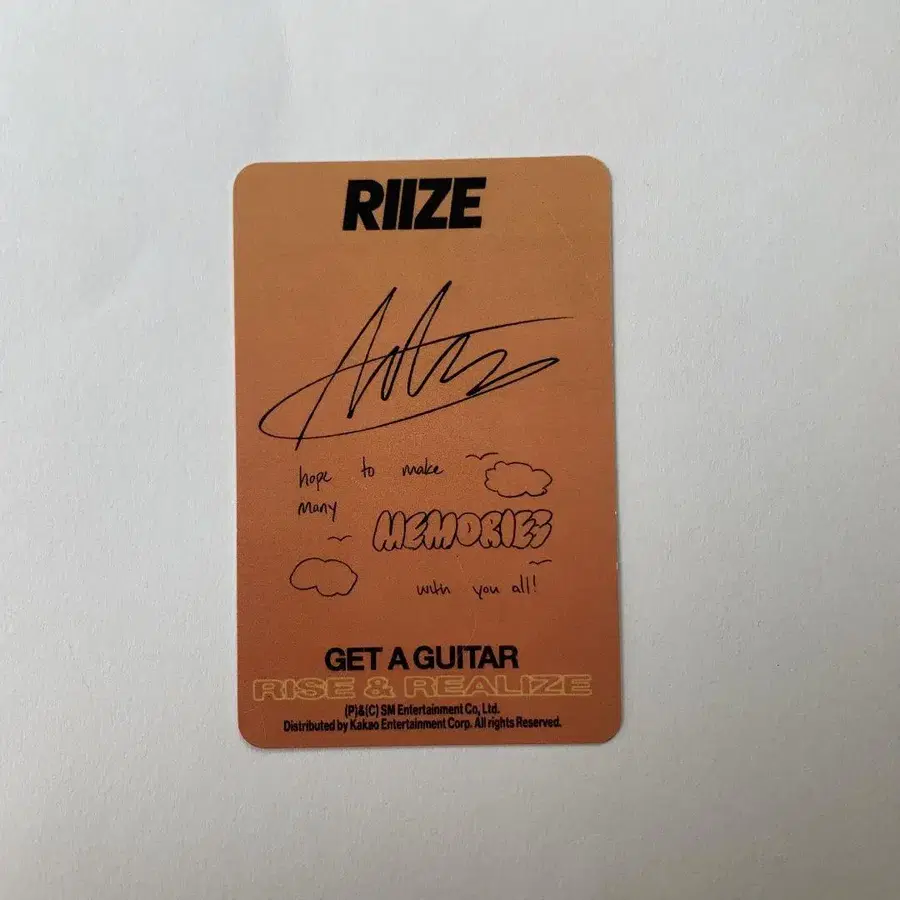 RIIZE
hope to make
many
MEMORIES
with you all!
GET A GUITAR
RISE & REALIZE
(P)&(C) SM Entertainment Co, Ltd.
Distributed by Kakao Entertainment Corp. All rights Reserved.